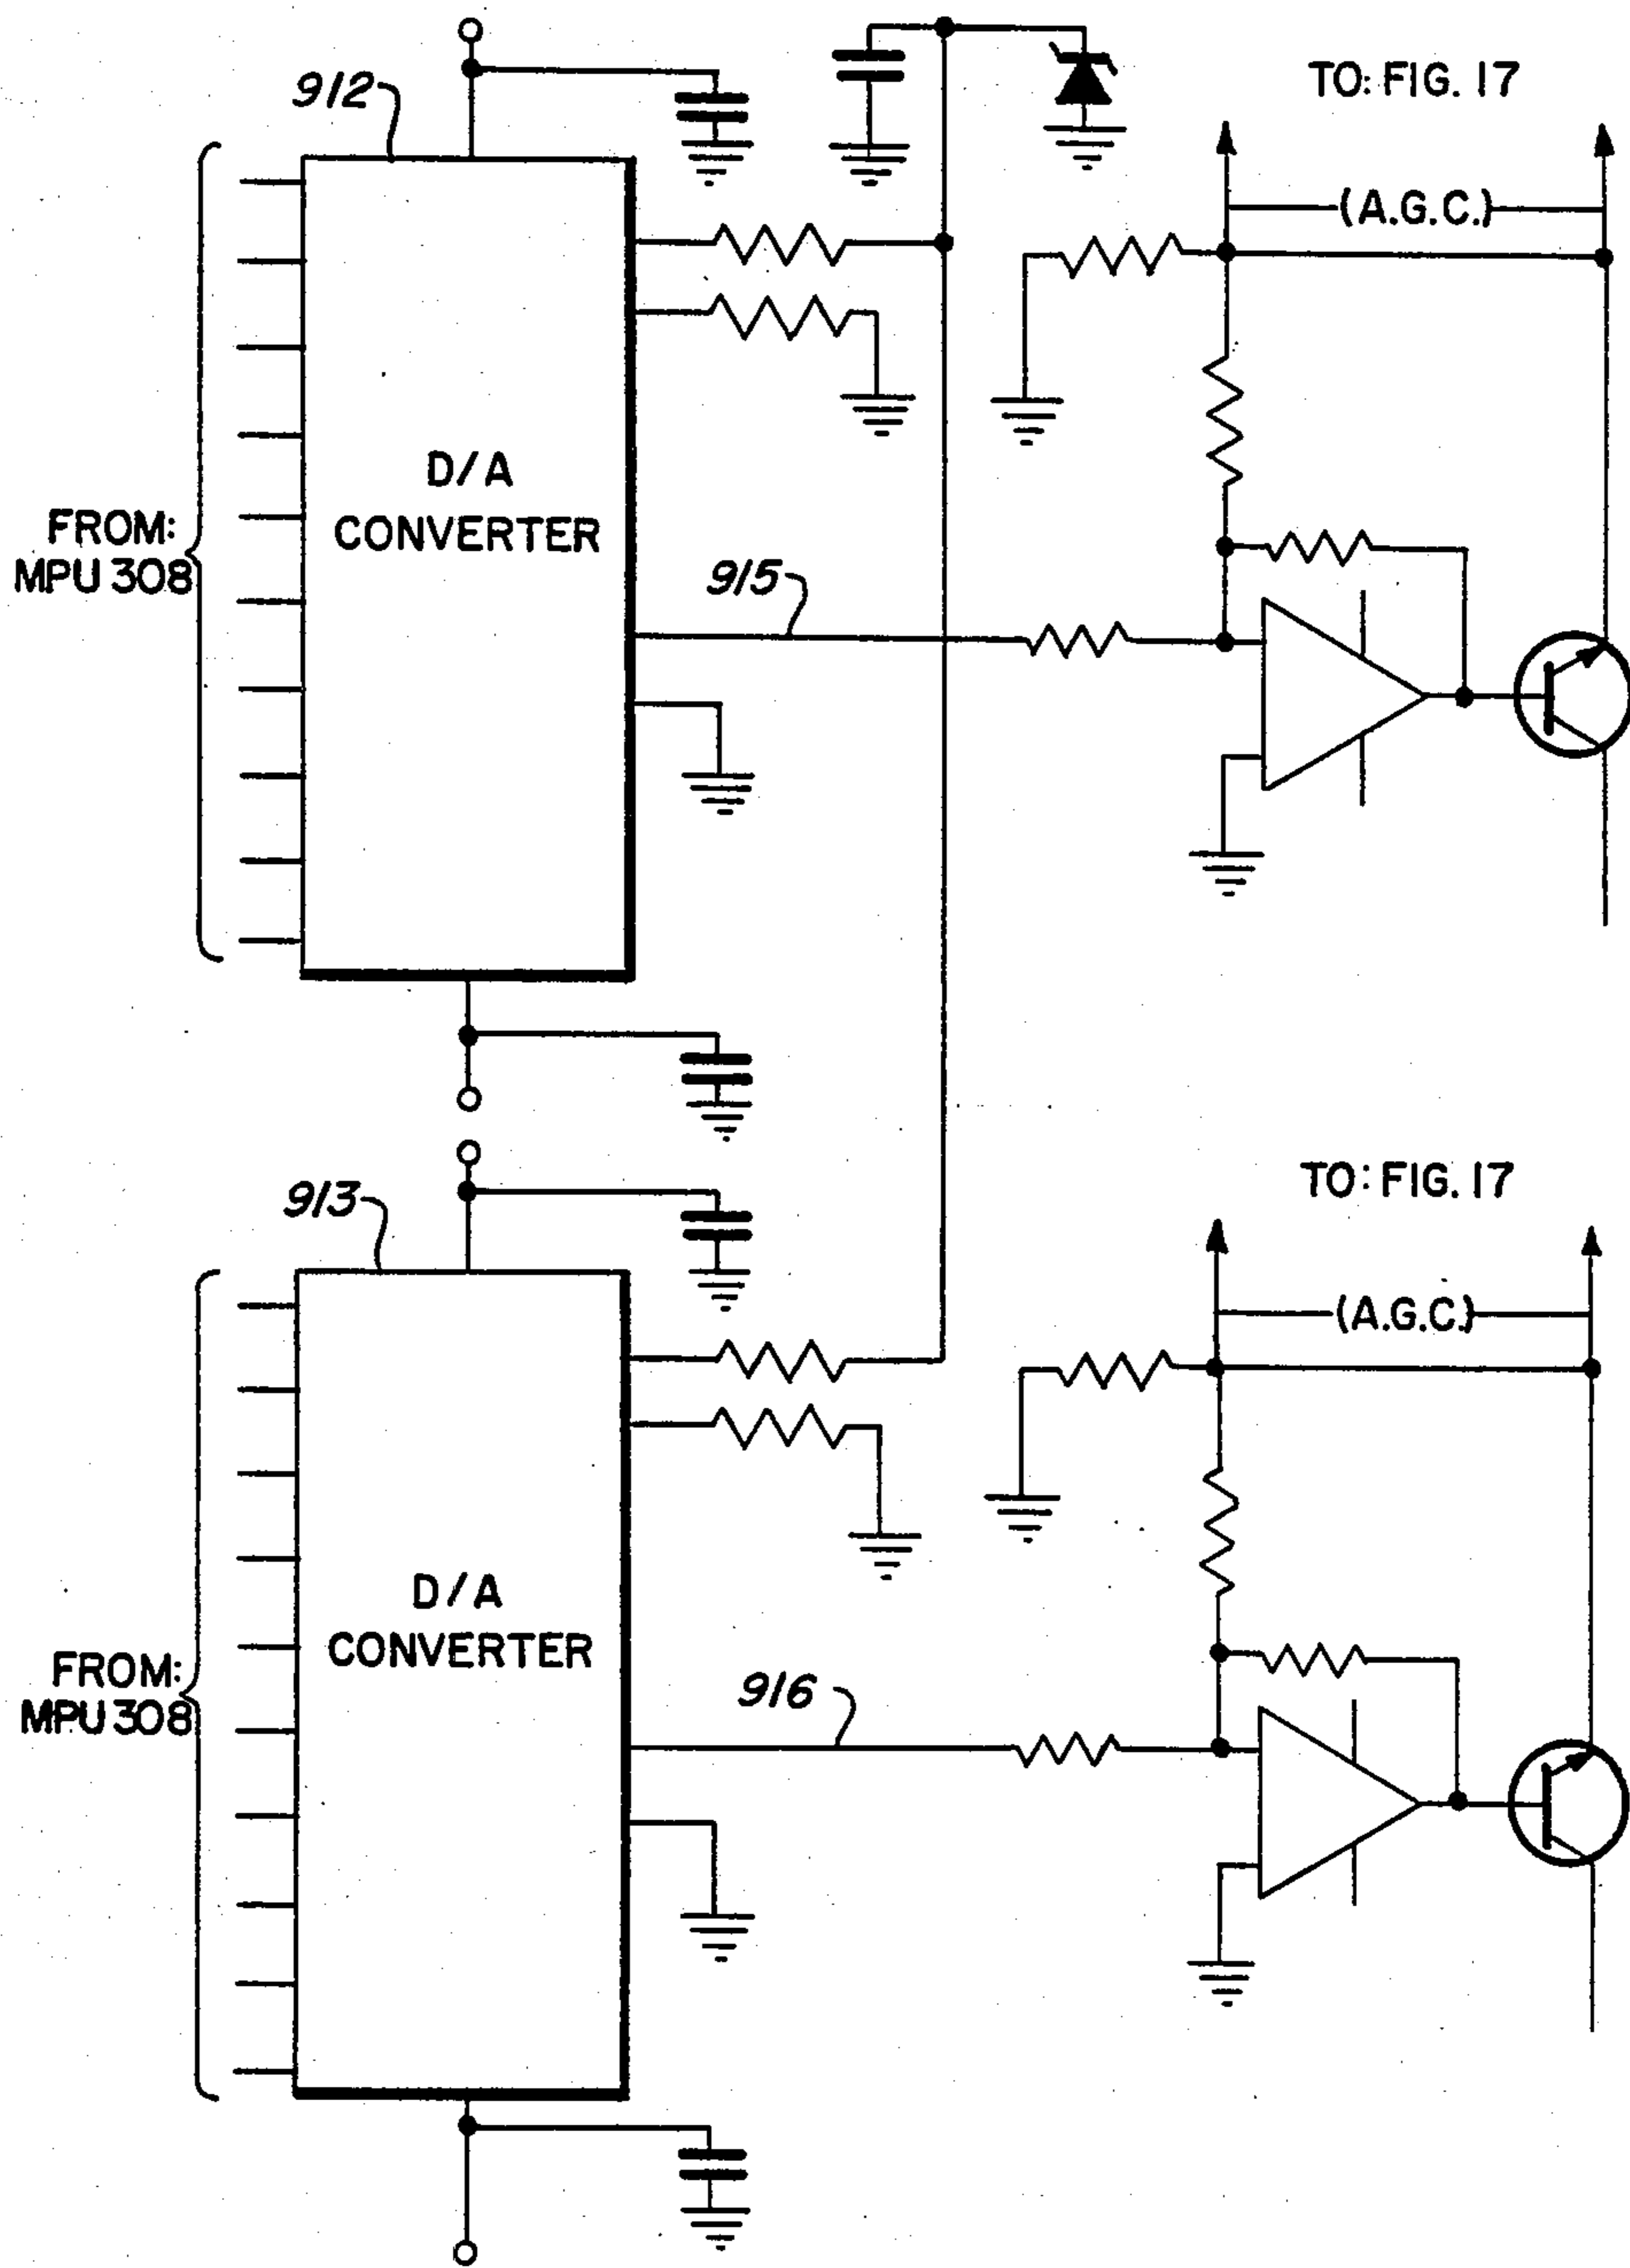 912
TO: FIG. 17
(A.G.C.)
D/A
CONVERTER
FROM:
MPU 308
915
TO: FIG. 17
913
(A.G.C.)
D/A
CONVERTER
FROM:
MPU 308
916